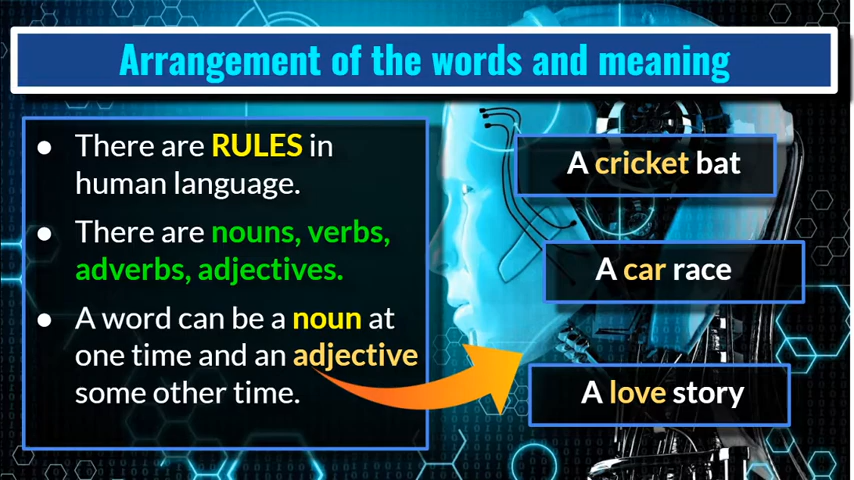 Arrangement of the words and meaning
● There are RULES in
human language.
● There are nouns, verbs,
adverbs, adjectives.
● A word can be a noun at
one time and an adjective
some other time.
A cricket bat
A car race
A love story